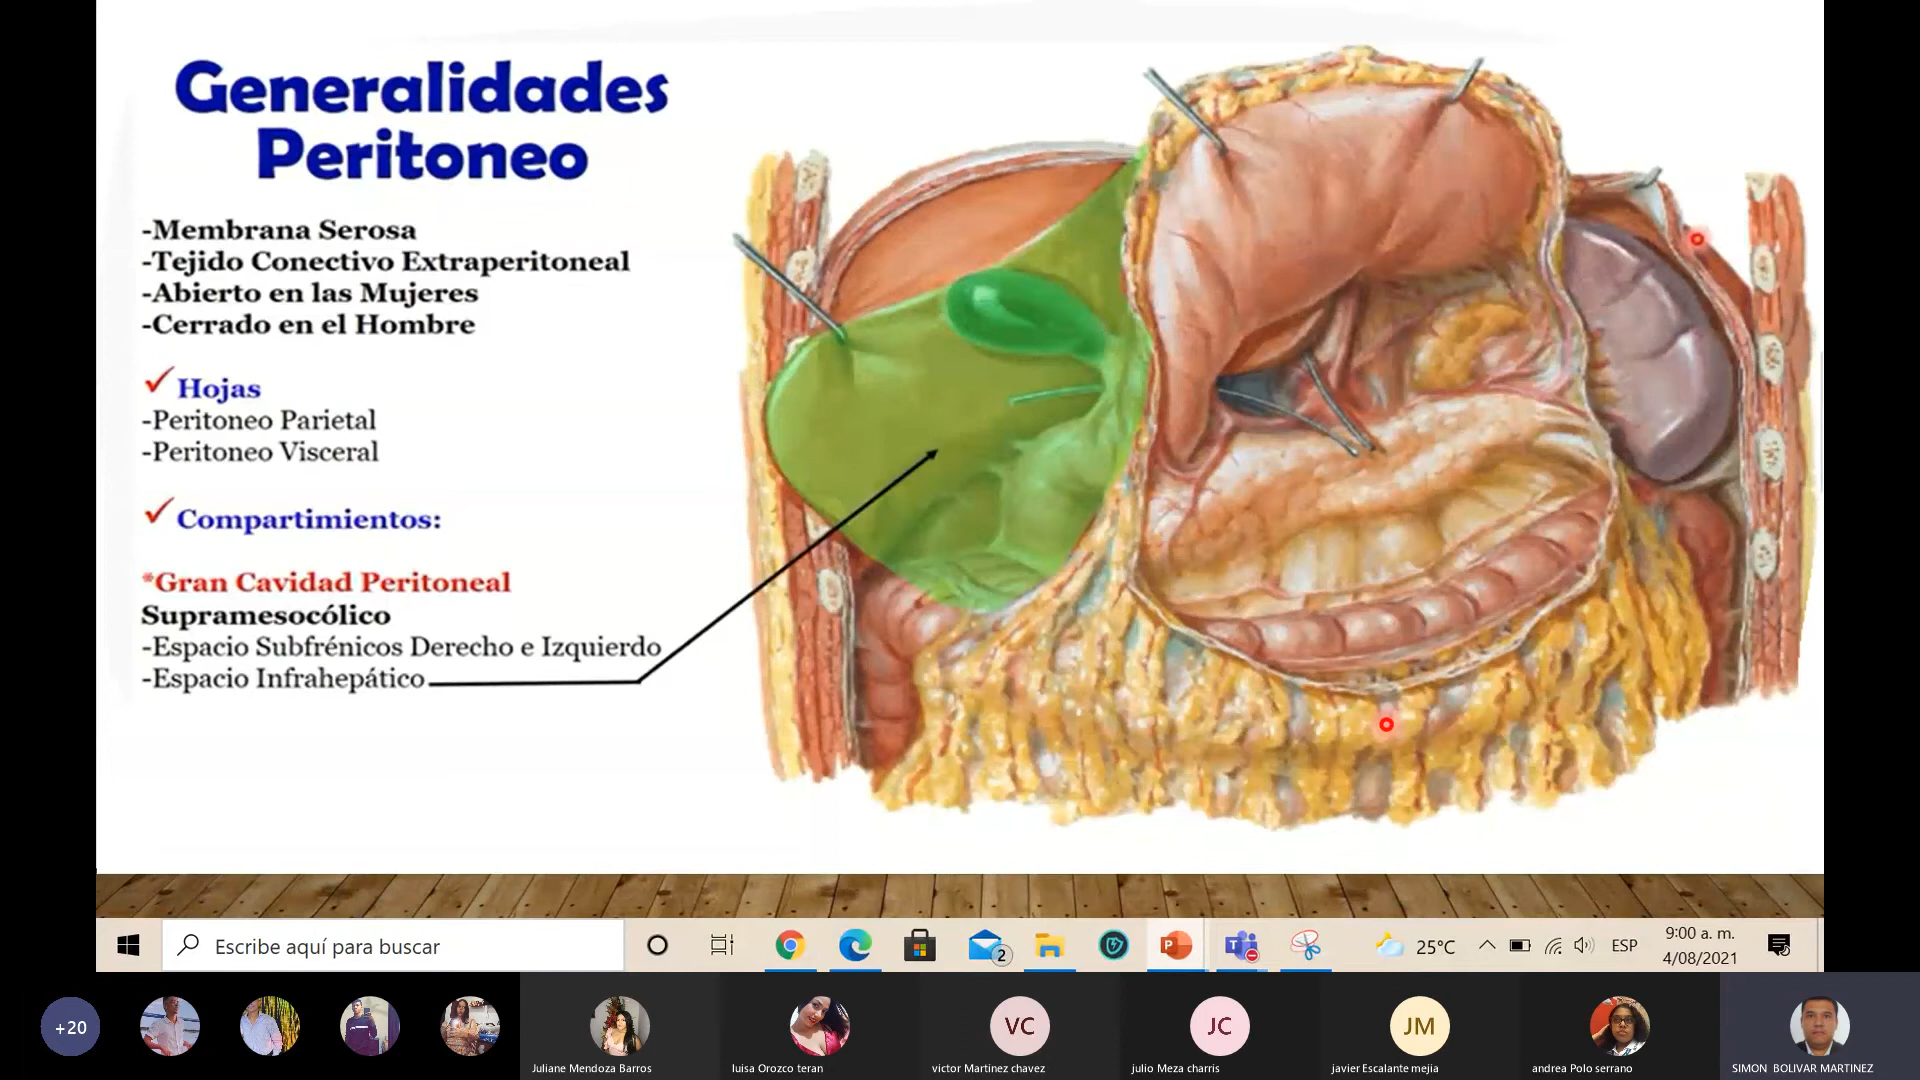 Generalidades
Peritoneo
-Membrana Serosa
-Tejido Conectivo Extraperitoneal
-Abierto en las Mujeres
-Cerrado en el Hombre
Hojas
-Peritoneo Parietal
-Peritoneo Visceral
Compartimientos:
*Gran Cavidad Peritoneal
Supramesocólico
-Espacio Subfrénicos Derecho e Izquierdo
-Espacio Infrahepático
Escribe aquí para buscar
2
25°C
ESP
9:00 a. m.
4/08/2021
+20
VC
JC
JM
Juliane Mendoza Barros
luisa Orozco teran
victor Martinez chavez
julio Meza charris
javier Escalante mejia
andrea Polo serrano
SIMON BOLIVAR MARTINEZ